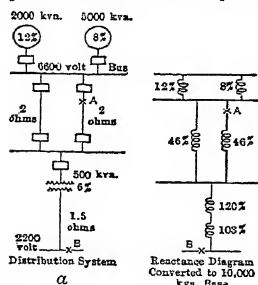 2000 kva. 5000 kva.
12% 8%
6600 volt Bus
A
2 ohms 2 ohms
500 kva.
6%
1.5 ohms
2200 volt
B
Distribution System
a
12% 8%
A
46% 46%
120%
103%
B
Reactance Diagram
Converted to 10,000
kva. Base